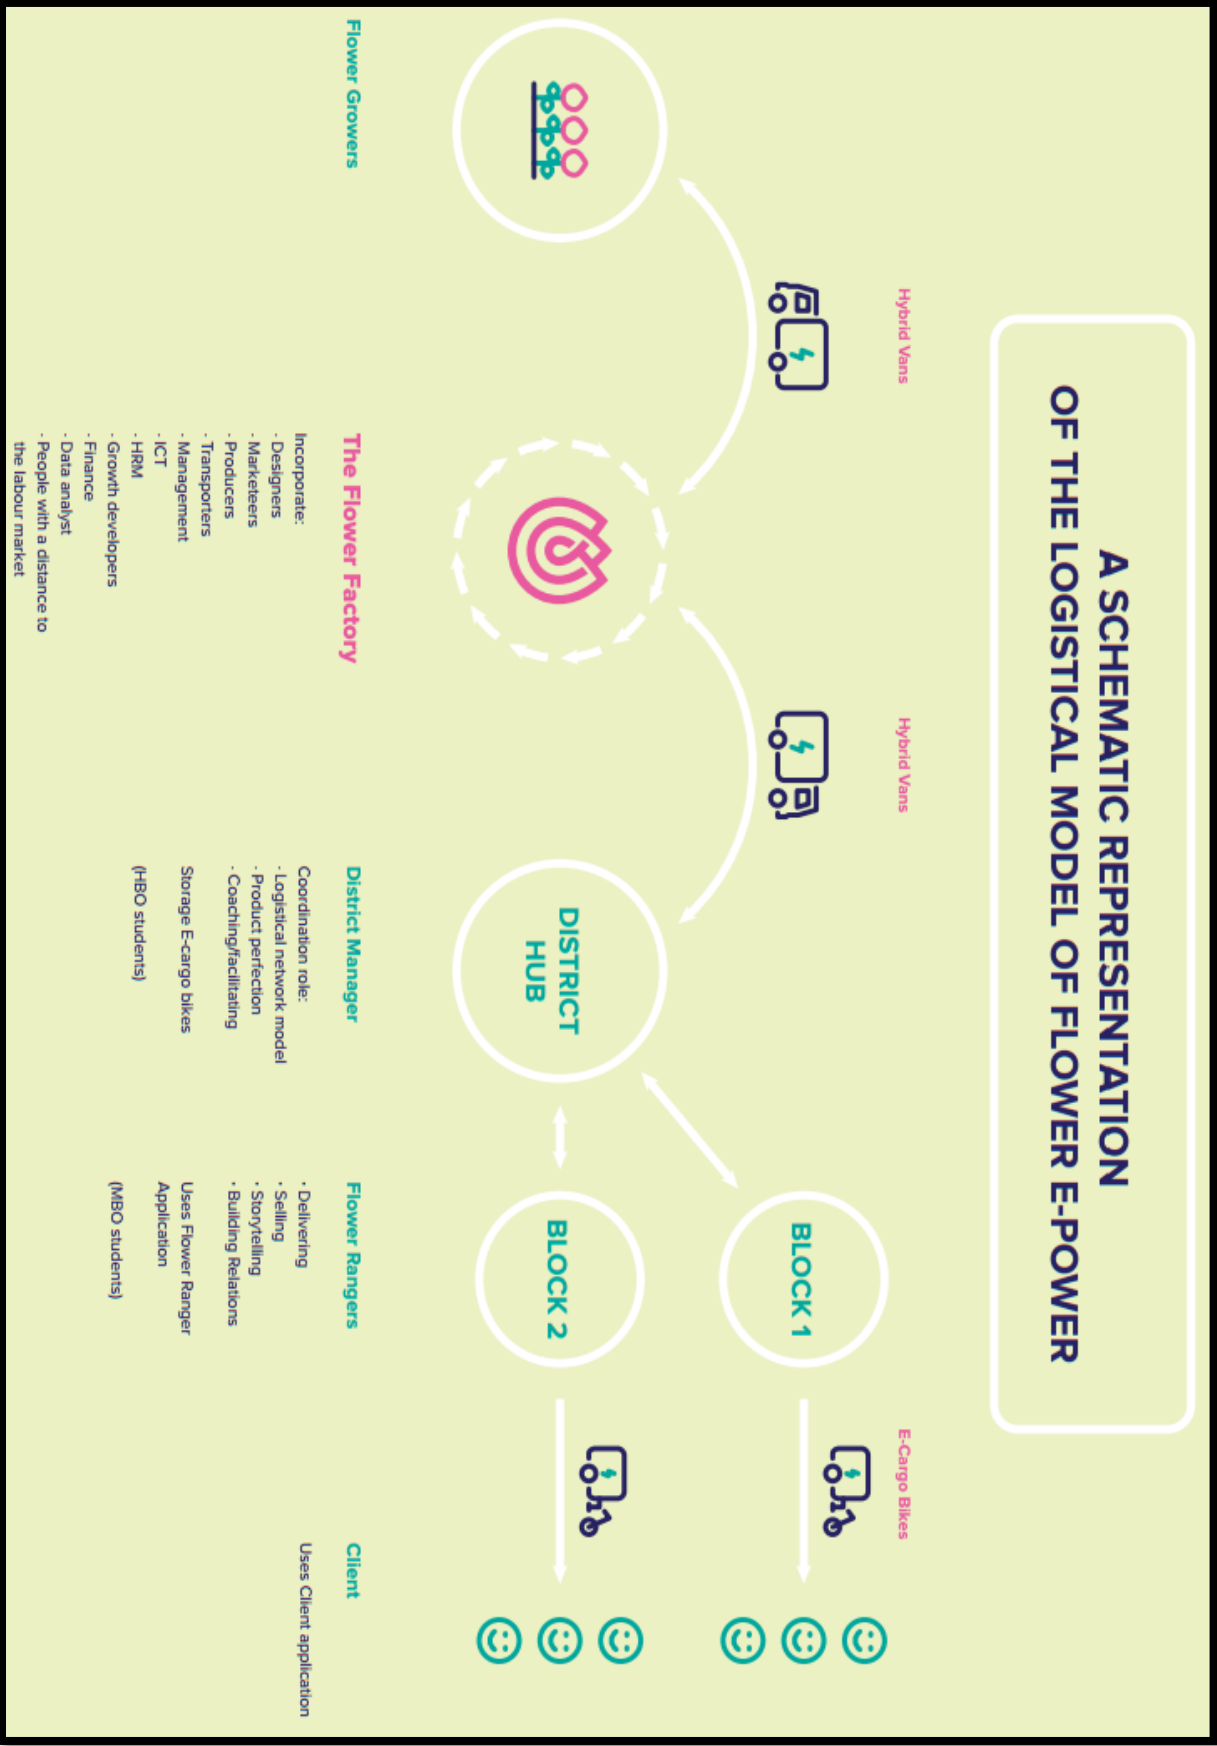 A SCHEMATIC REPRESENTATION
OF THE LOGISTICAL MODEL OF FLOWER E-POWER
Hybrid Vans
Hybrid Vans
E-Cargo Bikes
BLOCK 1
DISTRICT
HUB
BLOCK 2
Flower Growers
The Flower Factory
Incorporate:
- Designers
- Marketeers
- Producers
- Transporters
- Management
- ICT
- HRM
- Growth developers
- Finance
- Data analyst
- People with a distance to
the labour market
District Manager
Coordination role:
- Logistical network model
- Product perfection
- Coaching/facilitating
Storage E-cargo bikes
(HBO students)
Flower Rangers
· Delivering
· Selling
· Storytelling
· Building Relations
Uses Flower Ranger
Application
(MBO students)
Client
Uses Client application